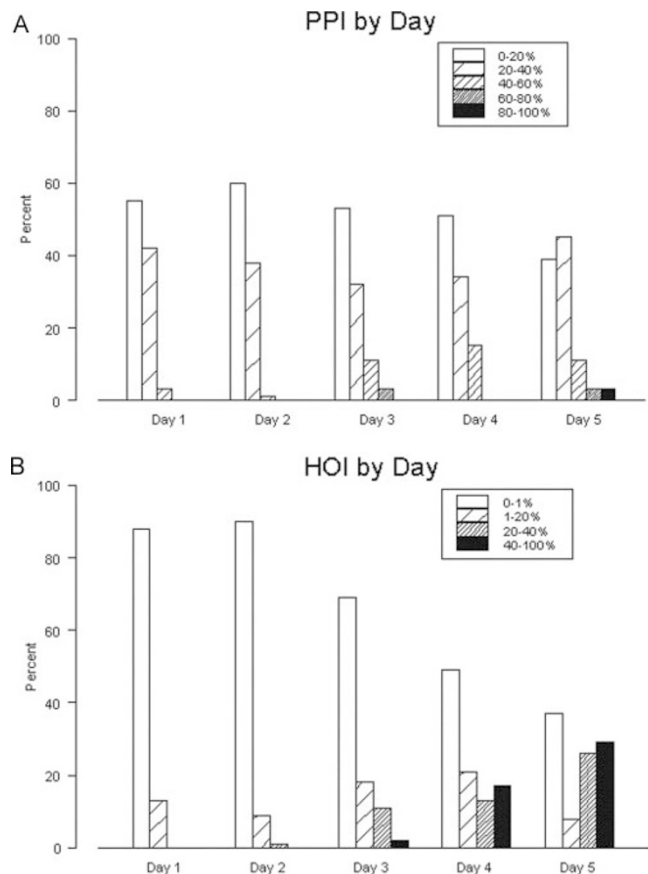 A
PPI by Day
100
80
60
40
20
0
Percent
0-20%
20-40%
40-60%
60-80%
80-100%
Day 1
Day 2
Day 3
Day 4
Day 5
B
HOI by Day
100
80
60
40
20
0
Percent
0-1%
1-20%
20-40%
40-100%
Day 1
Day 2
Day 3
Day 4
Day 5